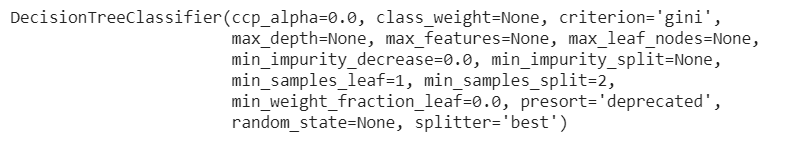 DecisionTreeClassifier(ccp_alpha=0.0, class_weight=None, criterion='gini',
                       max_depth=None, max_features=None, max_leaf_nodes=None,
                       min_impurity_decrease=0.0, min_impurity_split=None,
                       min_samples_leaf=1, min_samples_split=2,
                       min_weight_fraction_leaf=0.0, presort='deprecated',
                       random_state=None, splitter='best')